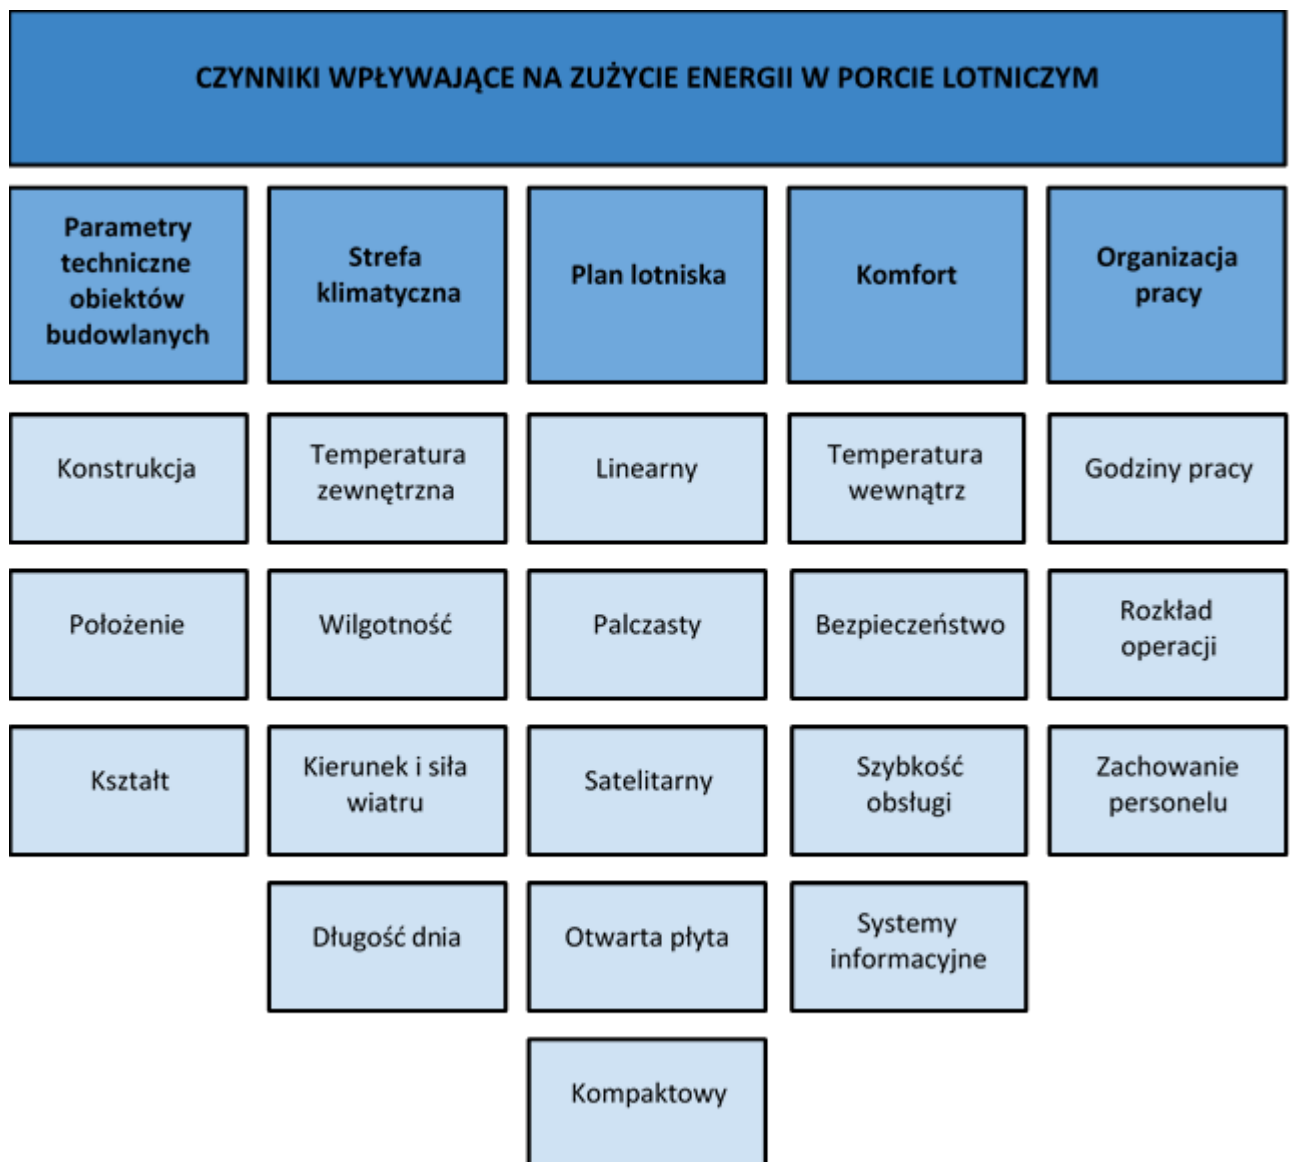 CZYNNIKI WPŁYWAJĄCE NA ZUŻYCIE ENERGII W PORCIE LOTNICZYM
Parametry
techniczne
obiektów
budowlanych
Strefa
klimatyczna
Plan lotniska
Komfort
Organizacja
pracy
Konstrukcja
Temperatura
zewnętrzna
Linearny
Temperatura
wewnątrz
Godziny pracy
Położenie
Wilgotność
Palczasty
Bezpieczeństwo
Rozkład
operacji
Kształt
Kierunek i siła
wiatru
Satelitarny
Szybkość
obsługi
Zachowanie
personelu
Długość dnia
Otwarta płyta
Systemy
informacyjne
Kompaktowy